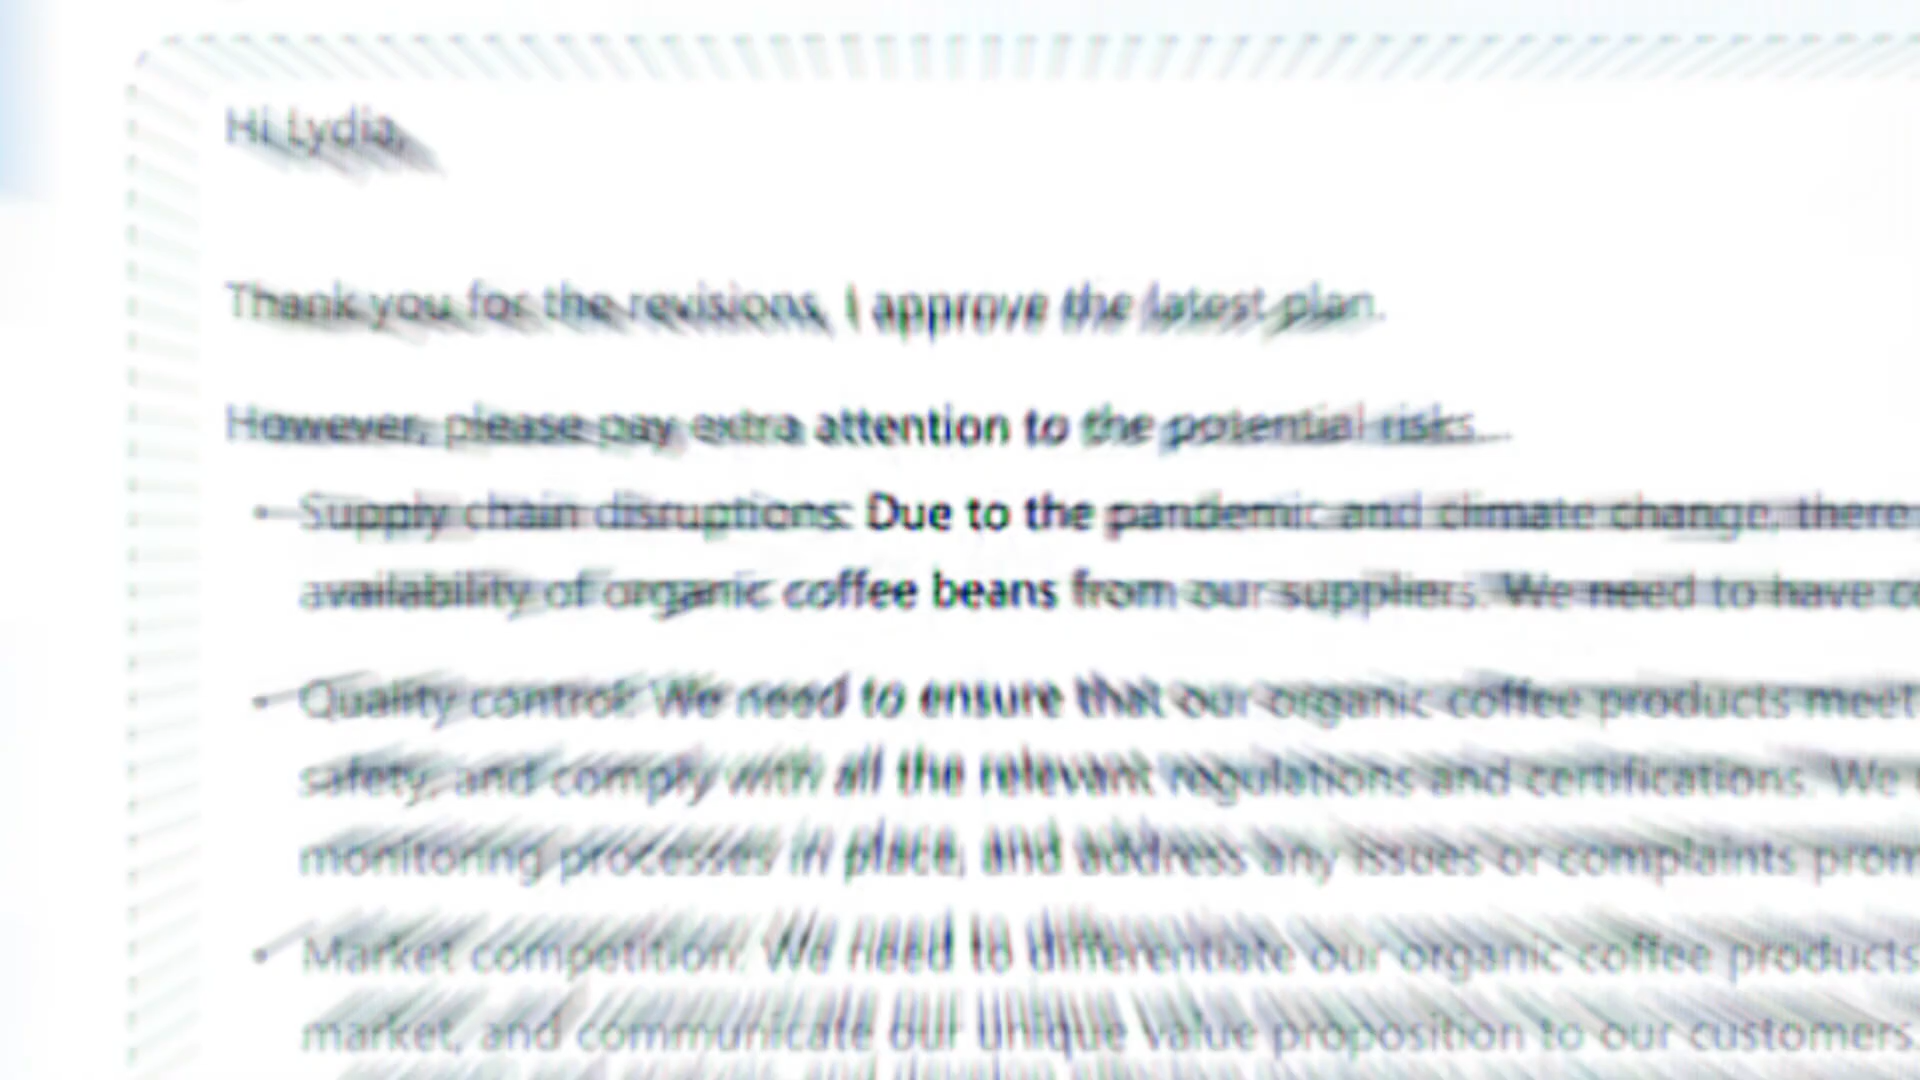 Hi Lydia,
Thank you for the revisions, I approve the latest plan.
However, please pay extra attention to the potential risks...
• Supply chain disruptions: Due to the pandemic and climate change, there
availability of organic coffee beans from our suppliers. We need to have
• Quality control: We need to ensure that our organic coffee products meet
safety, and comply with all the relevant regulations and certifications. We
monitoring processes in place, and address any issues or complaints prom
• Market competition: We need to differentiate our organic coffee products
market, and communicate our unique value proposition to our customers.